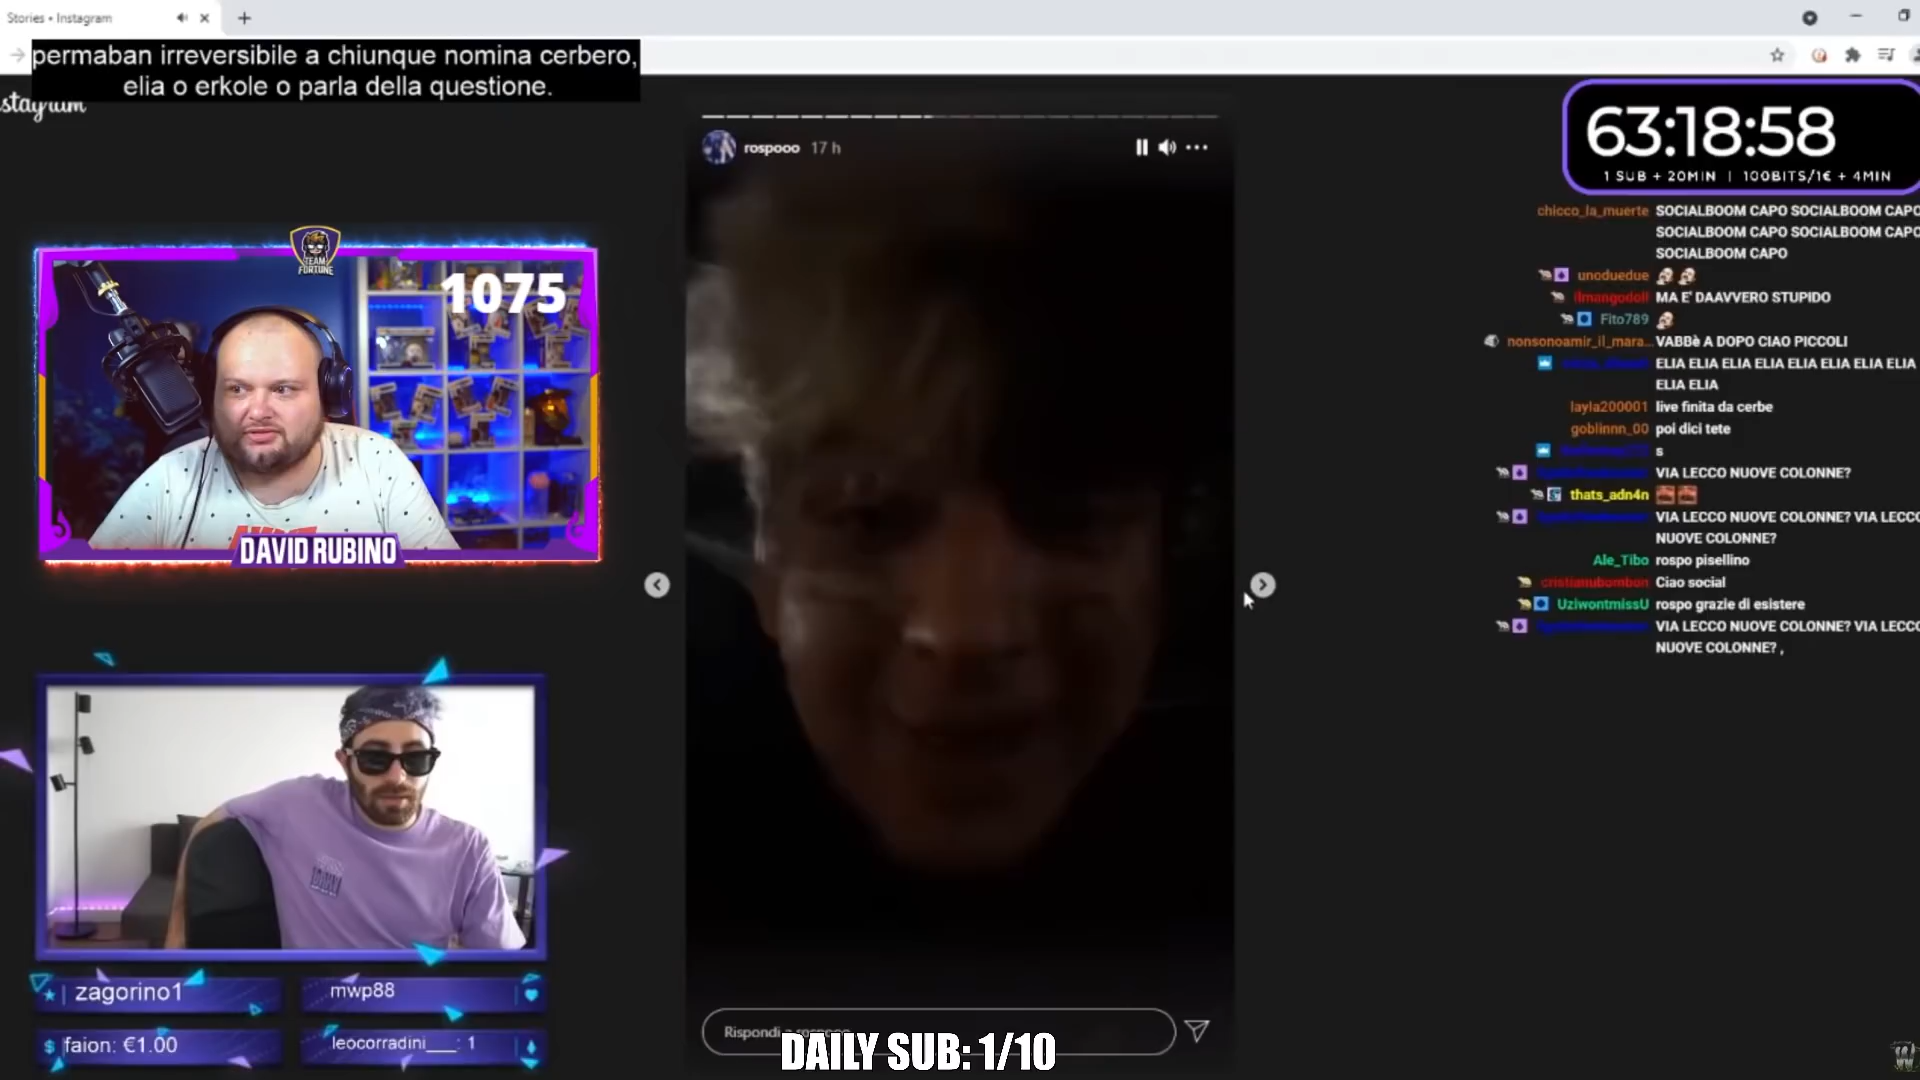 Stories • Instagram
permaban irreversibile a chiunque nomina cerbero,
elia o erkole o parla della questione.
stagram
rospooo 17 h
63:18:58
1 SUB + 20MIN | 100BITS/1€ + 4MIN
chicco_la_muerte SOCIALBOOM CAPO SOCIALBOOM CAPO
SOCIALBOOM CAPO SOCIALBOOM CAPO
SOCIALBOOM CAPO
unoduedue
ilmangodoll MA E' DAAVVERO STUPIDO
Fito789
nonsonoamir_il_mara... VABBè A DOPO CIAO PICCOLI
ELIA ELIA ELIA ELIA ELIA ELIA ELIA ELIA
ELIA ELIA
layla200001 live finita da cerbe
goblinnn_00 poi dici tete
s
VIA LECCO NUOVE COLONNE?
thats_adn4n
VIA LECCO NUOVE COLONNE? VIA LECCO
NUOVE COLONNE?
Ale_Tibo rospo pisellino
cristianubombon Ciao social
UziwontmissU rospo grazie di esistere
VIA LECCO NUOVE COLONNE? VIA LECCO
NUOVE COLONNE? ,
TEAM
FORTUNE
1075
DAVID RUBINO
zagorino1
mwp88
faion: €1.00
leocorradini___: 1
Rispondi a rospooo...
DAILY SUB: 1/10